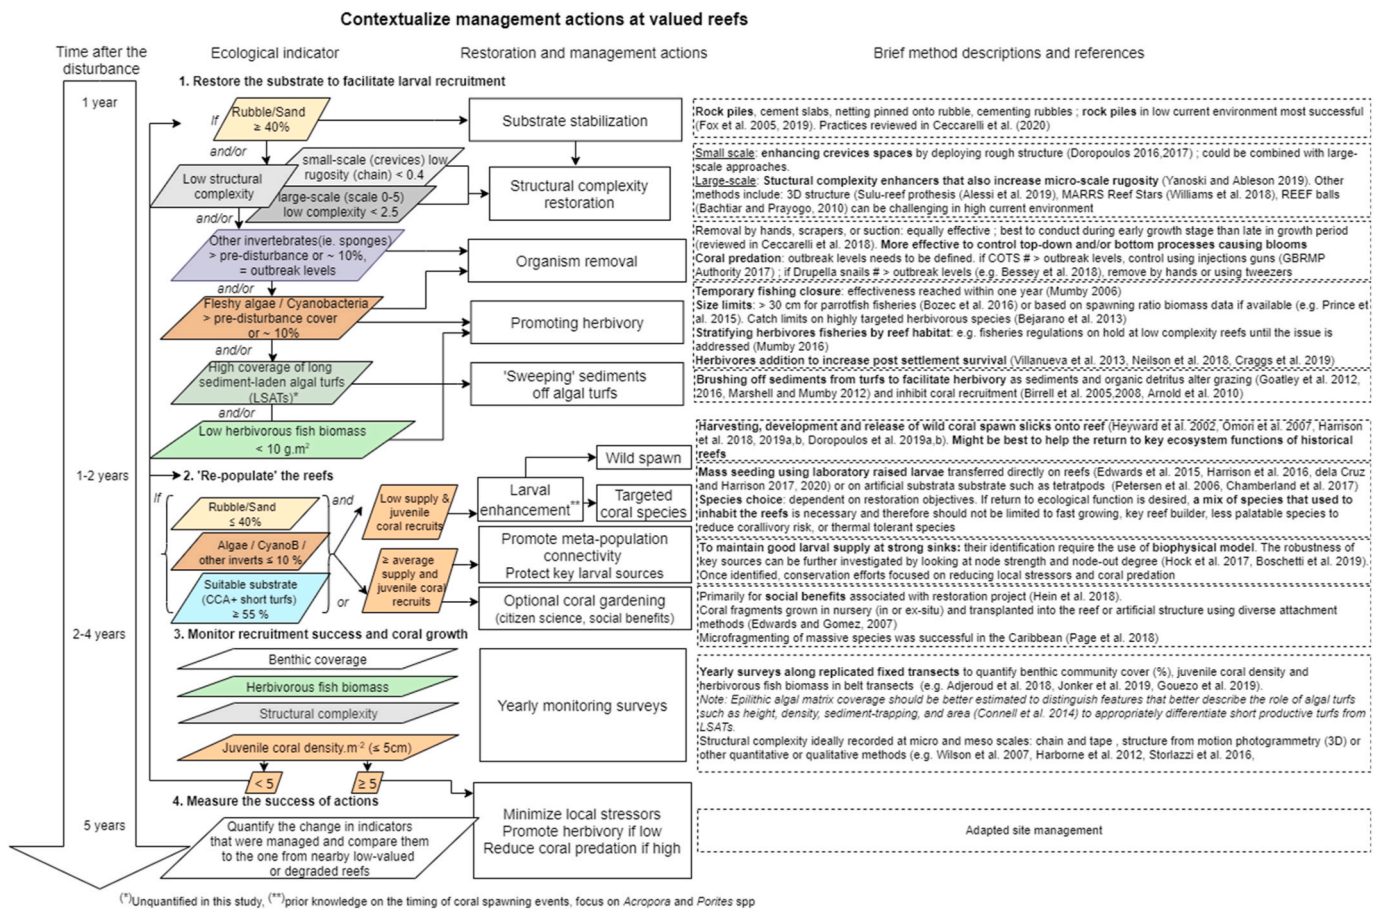 Contextualize management actions at valued reefs
Time after the
disturbance
Ecological indicator
Restoration and management actions
Brief method descriptions and references
1. Restore the substrate to facilitate larval recruitment
1 year
If
Rubble/Sand
≥ 40%
Substrate stabilization
Rock piles, cement slabs, netting pinned onto rubble, cementing rubbles ; rock piles in low current environment most successful
(Fox et al. 2005, 2019). Practices reviewed in Ceccarelli et al. (2020)
and/or
Low structural
complexity
small-scale (crevices) low
rugosity (chain) < 0.4
large-scale (scale 0-5)
low complexity < 2.5
Structural complexity
restoration
Small scale: enhancing crevices spaces by deploying rough structure (Doropoulos 2016,2017) ; could be combined with large-
scale approaches.
Large-scale: Stuctural complexity enhancers that also increase micro-scale rugosity (Yanoski and Ableson 2019). Other
methods include: 3D structure (Sulu-reef prothesis (Alessi et al. 2019), MARRS Reef Stars (Williams et al. 2018), REEF balls
(Bachtiar and Prayogo, 2010) can be challenging in high current environment
and/or
Other invertebrates(ie. sponges)
> pre-disturbance or ~ 10%,
= outbreak levels
Organism removal
Removal by hands, scrapers, or suction: equally effective ; best to conduct during early growth stage than late in growth period
(reviewed in Ceccarelli et al. 2018). More effective to control top-down and/or bottom processes causing blooms
Coral predation: outbreak levels needs to be defined. if COTS # > outbreak levels, control using injections guns (GBRMP
Authority 2017) ; if Drupella snails # > outbreak levels (e.g. Bessey et al. 2018), remove by hands or using tweezers
and/or
Fleshy algae / Cyanobacteria
> pre-disturbance cover
or ~ 10%
Promoting herbivory
Temporary fishing closure: effectiveness reached within one year (Mumby 2006)
Size limits: > 30 cm for parrotfish fisheries (Bozec et al. 2016) or based on spawning ratio biomass data if available (e.g. Prince et
al. 2015). Catch limits on highly targeted herbivorous species (Bejarano et al. 2013)
Stratifying herbivores fisheries by reef habitat: e.g. fisheries regulations on hold at low complexity reefs until the issue is
addressed (Mumby 2016)
Herbivores addition to increase post settlement survival (Villanueva et al. 2013, Neilson et al. 2018, Craggs et al. 2019)
and/or
High coverage of long
sediment-laden algal turfs
(LSATs)*
'Sweeping' sediments
off algal turfs
Brushing off sediments from turfs to facilitate herbivory as sediments and organic detritus alter grazing (Goatley et al. 2012,
2016, Marshell and Mumby 2012) and inhibit coral recruitment (Birrell et al. 2005,2008, Arnold et al. 2010)
and/or
Low herbivorous fish biomass
< 10 g.m²
Harvesting, development and release of wild coral spawn slicks onto reef (Heyward et al. 2002, Omori et al. 2007, Harrison
et al. 2018, 2019a,b, Doropoulos et al. 2019a,b). Might be best to help the return to key ecosystem functions of historical
reefs
1-2 years
2. 'Re-populate' the reefs
If
Rubble/Sand
≤ 40%
Algae / CyanoB /
other inverts ≤ 10 %
Suitable substrate
(CCA+ short turfs)
≥ 55 %
and
or
Low supply &
juvenile
coral recruits
≥ average
supply and
juvenile coral
recruits
Larval
enhancement**
Wild spawn
Targeted
coral species
Mass seeding using laboratory raised larvae transferred directly on reefs (Edwards et al. 2015, Harrison et al. 2016, dela Cruz
and Harrison 2017, 2020) or on artificial substrata substrate such as tetratpods (Petersen et al. 2006, Chamberland et al. 2017)
Species choice: dependent on restoration objectives. If return to ecological function is desired, a mix of species that used to
inhabit the reefs is necessary and therefore should not be limited to fast growing, key reef builder, less palatable species to
reduce corallivory risk, or thermal tolerant species
Promote meta-population
connectivity
Protect key larval sources
To maintain good larval supply at strong sinks: their identification require the use of biophysical model. The robustness of
key sources can be further investigated by looking at node strength and node-out degree (Hock et al. 2017, Boschetti et al. 2019).
Once identified, conservation efforts focused on reducing local stressors and coral predation
Optional coral gardening
(citizen science, social benefits)
Primarily for social benefits associated with restoration project (Hein et al. 2018).
Coral fragments grown in nursery (in or ex-situ) and transplanted into the reef or artificial structure using diverse attachment
methods (Edwards and Gomez, 2007)
Microfragmenting of massive species was successful in the Caribbean (Page et al. 2018)
2-4 years
3. Monitor recruitment success and coral growth
Benthic coverage
Herbivorous fish biomass
Structural complexity
Juvenile coral density.m⁻² (≤ 5cm)
< 5
≥ 5
Yearly monitoring surveys
Yearly surveys along replicated fixed transects to quantify benthic community cover (%), juvenile coral density and
herbivorous fish biomass in belt transects (e.g. Adjeroud et al. 2018, Jonker et al. 2019, Gouezo et al. 2019).
Note: Epilithic algal matrix coverage should be better estimated to distinguish features that better describe the role of algal turfs
such as height, density, sediment-trapping, and area (Connell et al. 2014) to appropriately differentiate short productive turfs from
LSATs.
Structural complexity ideally recorded at micro and meso scales: chain and tape , structure from motion photogrammetry (3D) or
other quantitative or qualitative methods (e.g. Wilson et al. 2007, Harborne et al. 2012, Storlazzi et al. 2016,
4. Measure the success of actions
5 years
Quantify the change in indicators
that were managed and compare them
to the one from nearby low-valued
or degraded reefs
Minimize local stressors
Promote herbivory if low
Reduce coral predation if high
Adapted site management
(*)Unquantified in this study, (**)prior knowledge on the timing of coral spawning events, focus on Acropora and Porites spp